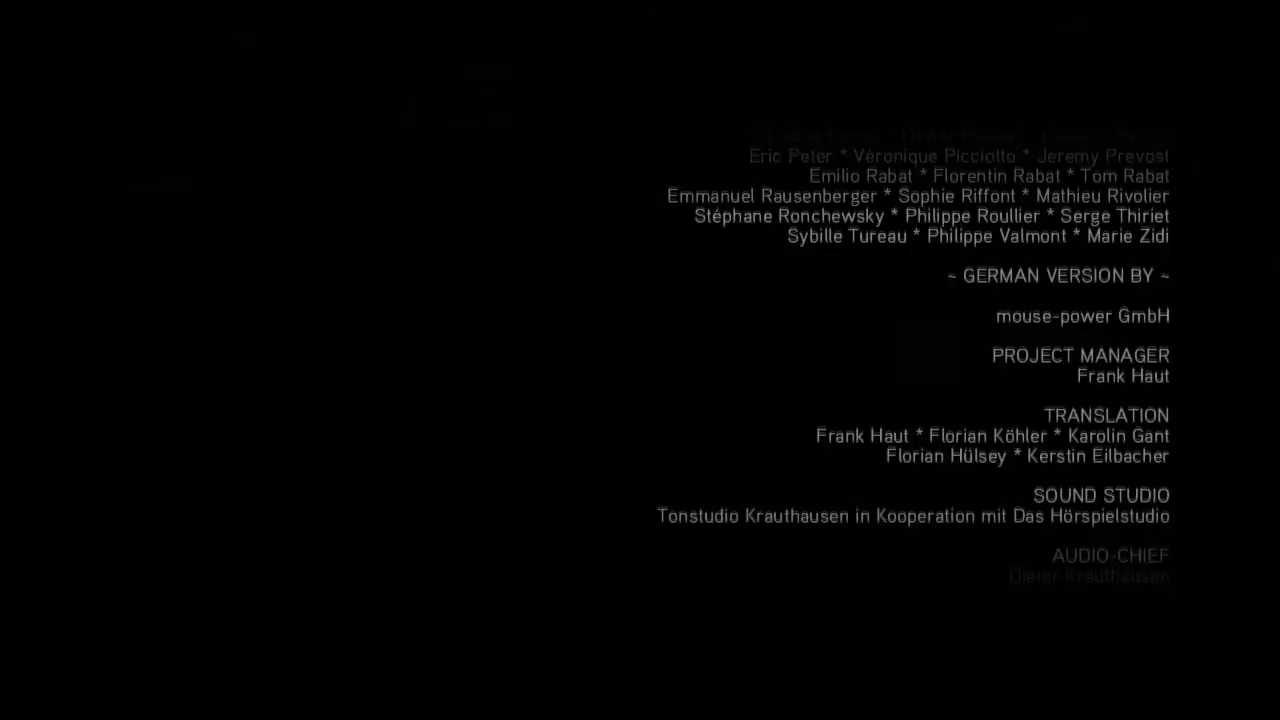 Eric Peter * Véronique Picciotto * Jeremy Prevost
Emilio Rabat * Florentin Rabat * Tom Rabat
Emmanuel Rausenberger * Sophie Riffont * Mathieu Rivolier
Stéphane Ronchewsky * Philippe Roullier * Serge Thiriet
Sybille Tureau * Philippe Valmont * Marie Zidi
~ GERMAN VERSION BY ~
mouse-power GmbH
PROJECT MANAGER
Frank Haut
TRANSLATION
Frank Haut * Florian Köhler * Karolin Gant
Florian Hülsey * Kerstin Eilbacher
SOUND STUDIO
Tonstudio Krauthausen in Kooperation mit Das Hörspielstudio
AUDIO-CHIEF
Dieter Krauthausen